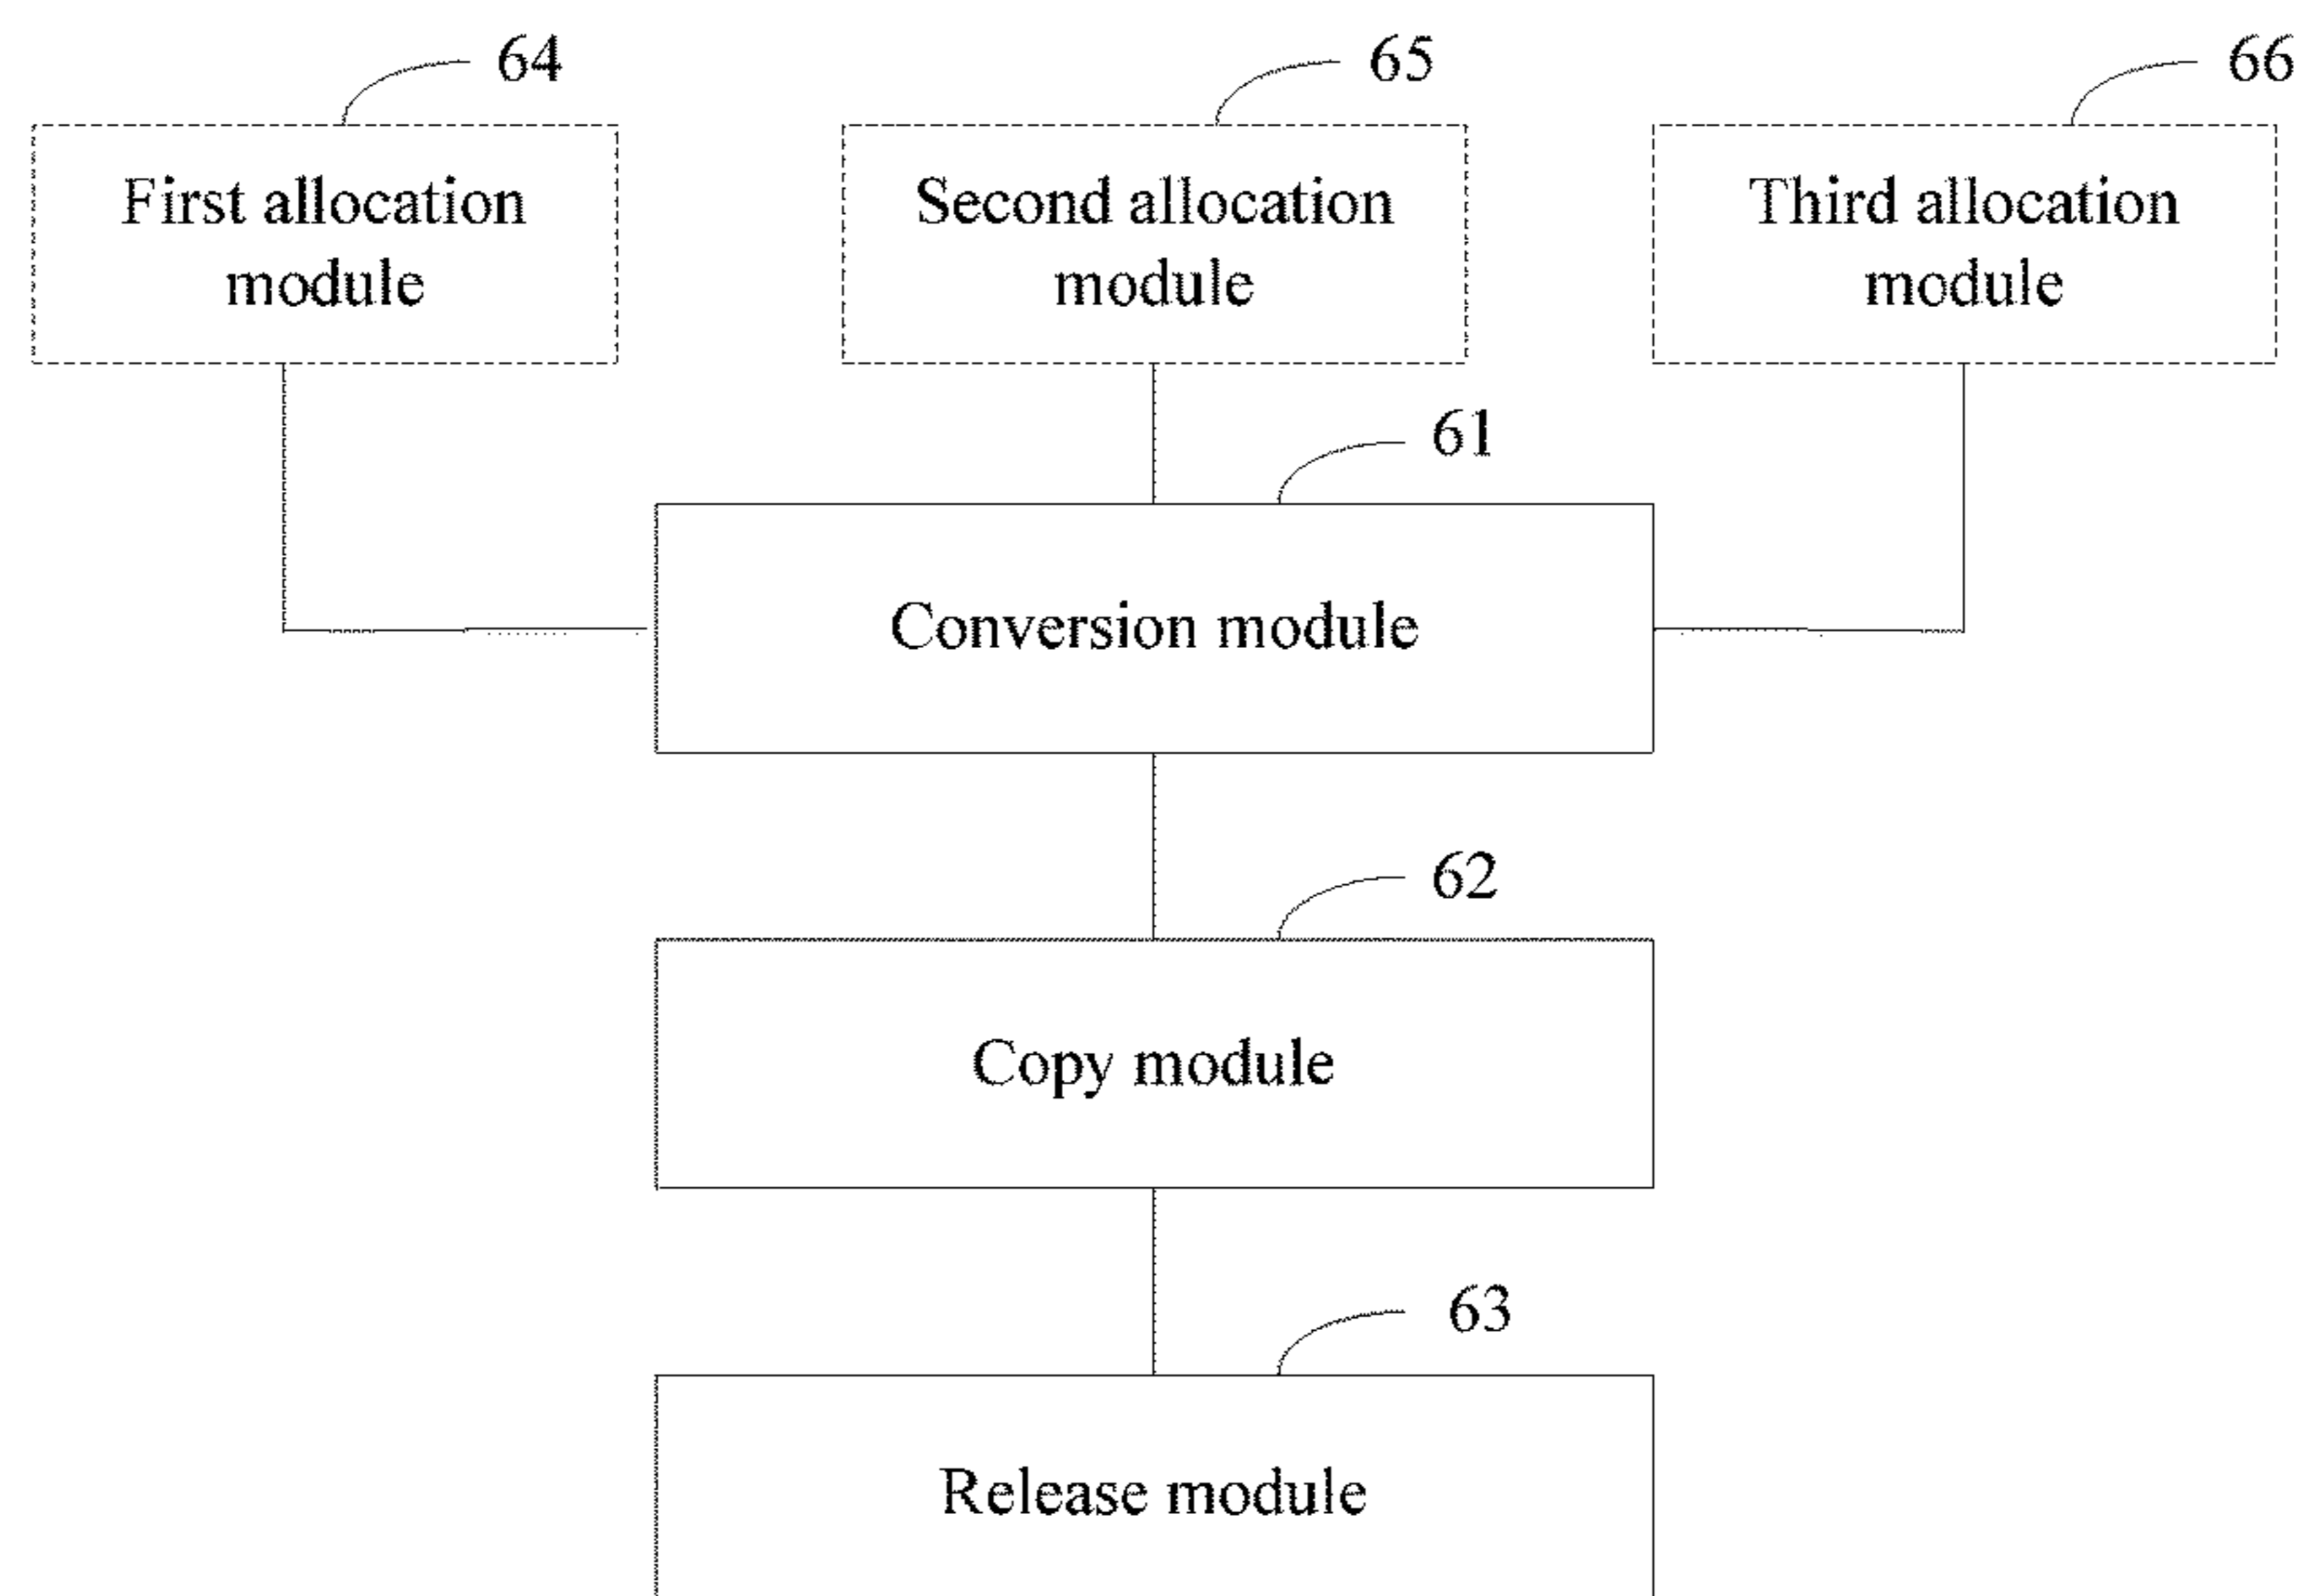 64
65
66
First allocation
module
Second allocation
module
Third allocation
module
61
Conversion module
62
Copy module
63
Release module